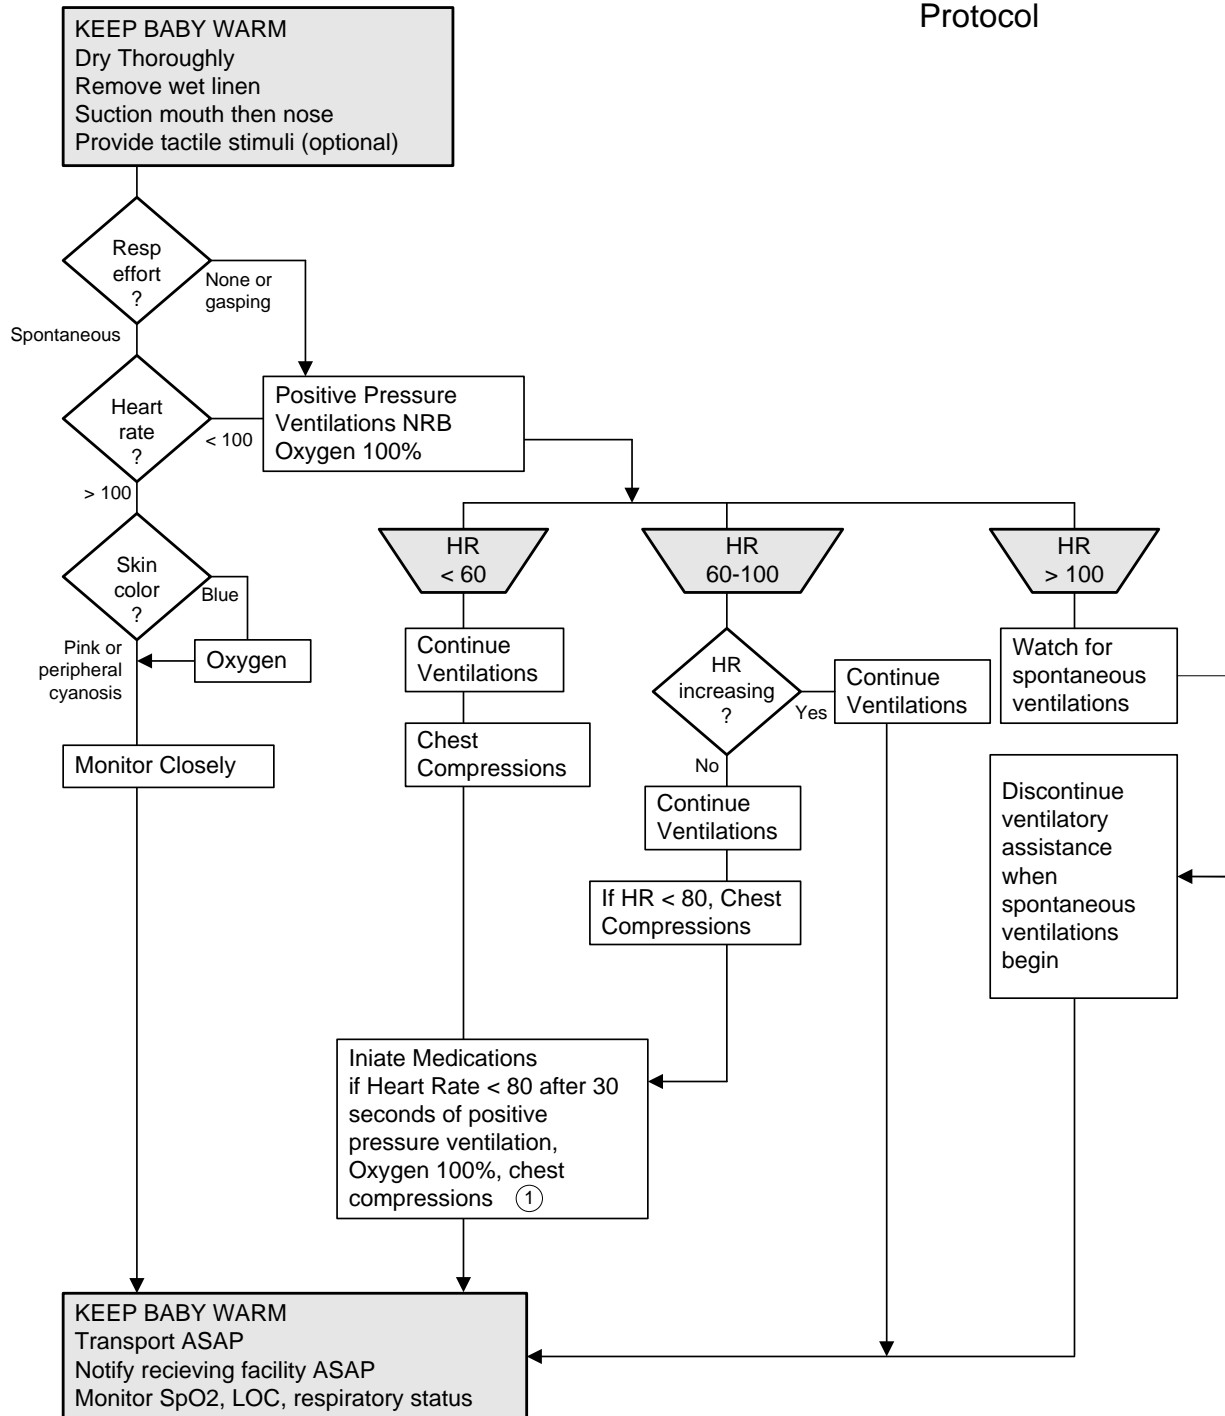 Protocol
KEEP BABY WARM
Dry Thoroughly
Remove wet linen
Suction mouth then nose
Provide tactile stimuli (optional)
Resp
effort
?
None or
gasping
Spontaneous
Heart
rate
?
< 100
Positive Pressure
Ventilations NRB
Oxygen 100%
> 100
Skin
color
?
Blue
Pink or
peripheral
cyanosis
Oxygen
Monitor Closely
HR
< 60
Continue
Ventilations
Chest
Compressions
HR
60-100
HR
increasing
?
Yes
Continue
Ventilations
No
Continue
Ventilations
If HR < 80, Chest
Compressions
HR
> 100
Watch for
spontaneous
ventilations
Discontinue
ventilatory
assistance
when
spontaneous
ventilations
begin
Iniate Medications
if Heart Rate < 80 after 30
seconds of positive
pressure ventilation,
Oxygen 100%, chest
compressions 1
KEEP BABY WARM
Transport ASAP
Notify recieving facility ASAP
Monitor SpO2, LOC, respiratory status